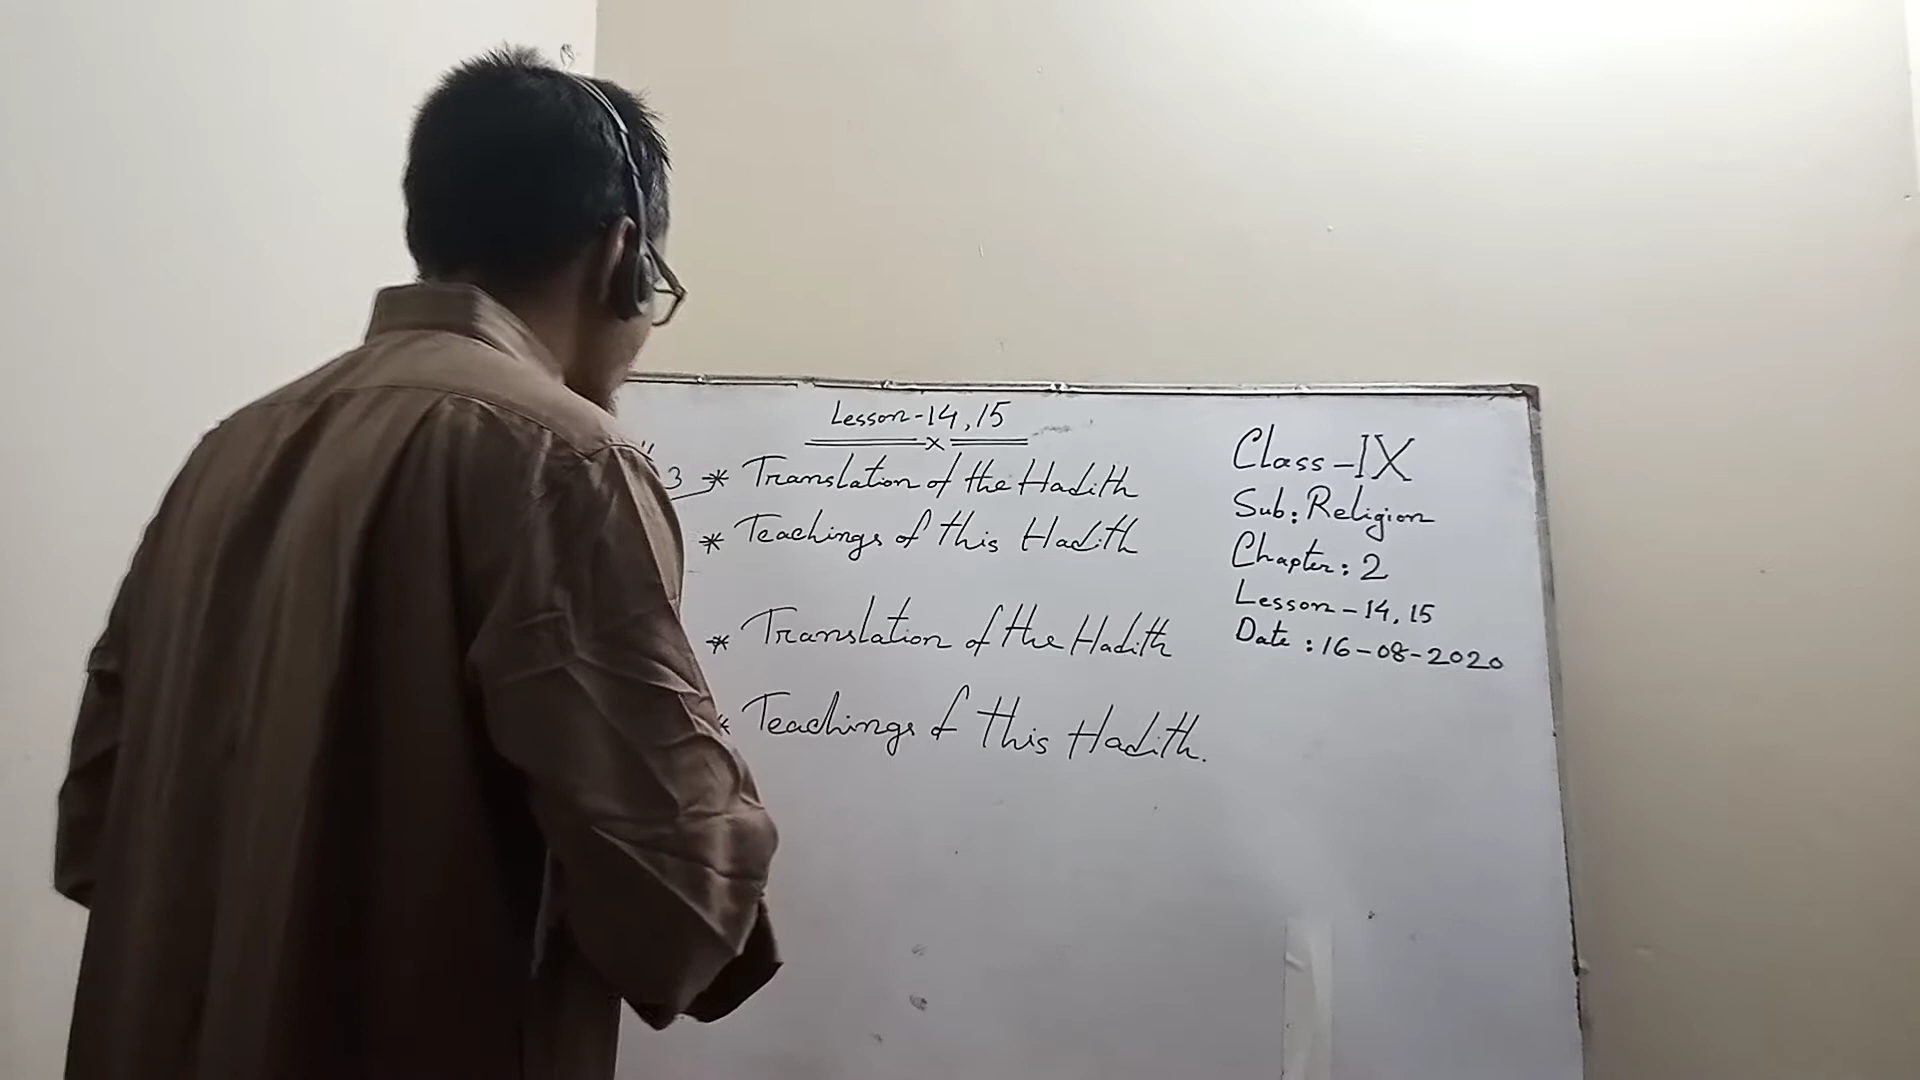 Lesson-14,15
x
3 * Translation of the Hadith
* Teachings of this Hadith
* Translation of the Hadith
* Teachings of this Hadith.
Class-IX
Sub: Religion
Chapter: 2
Lesson-14,15
Date: 16-08-2020